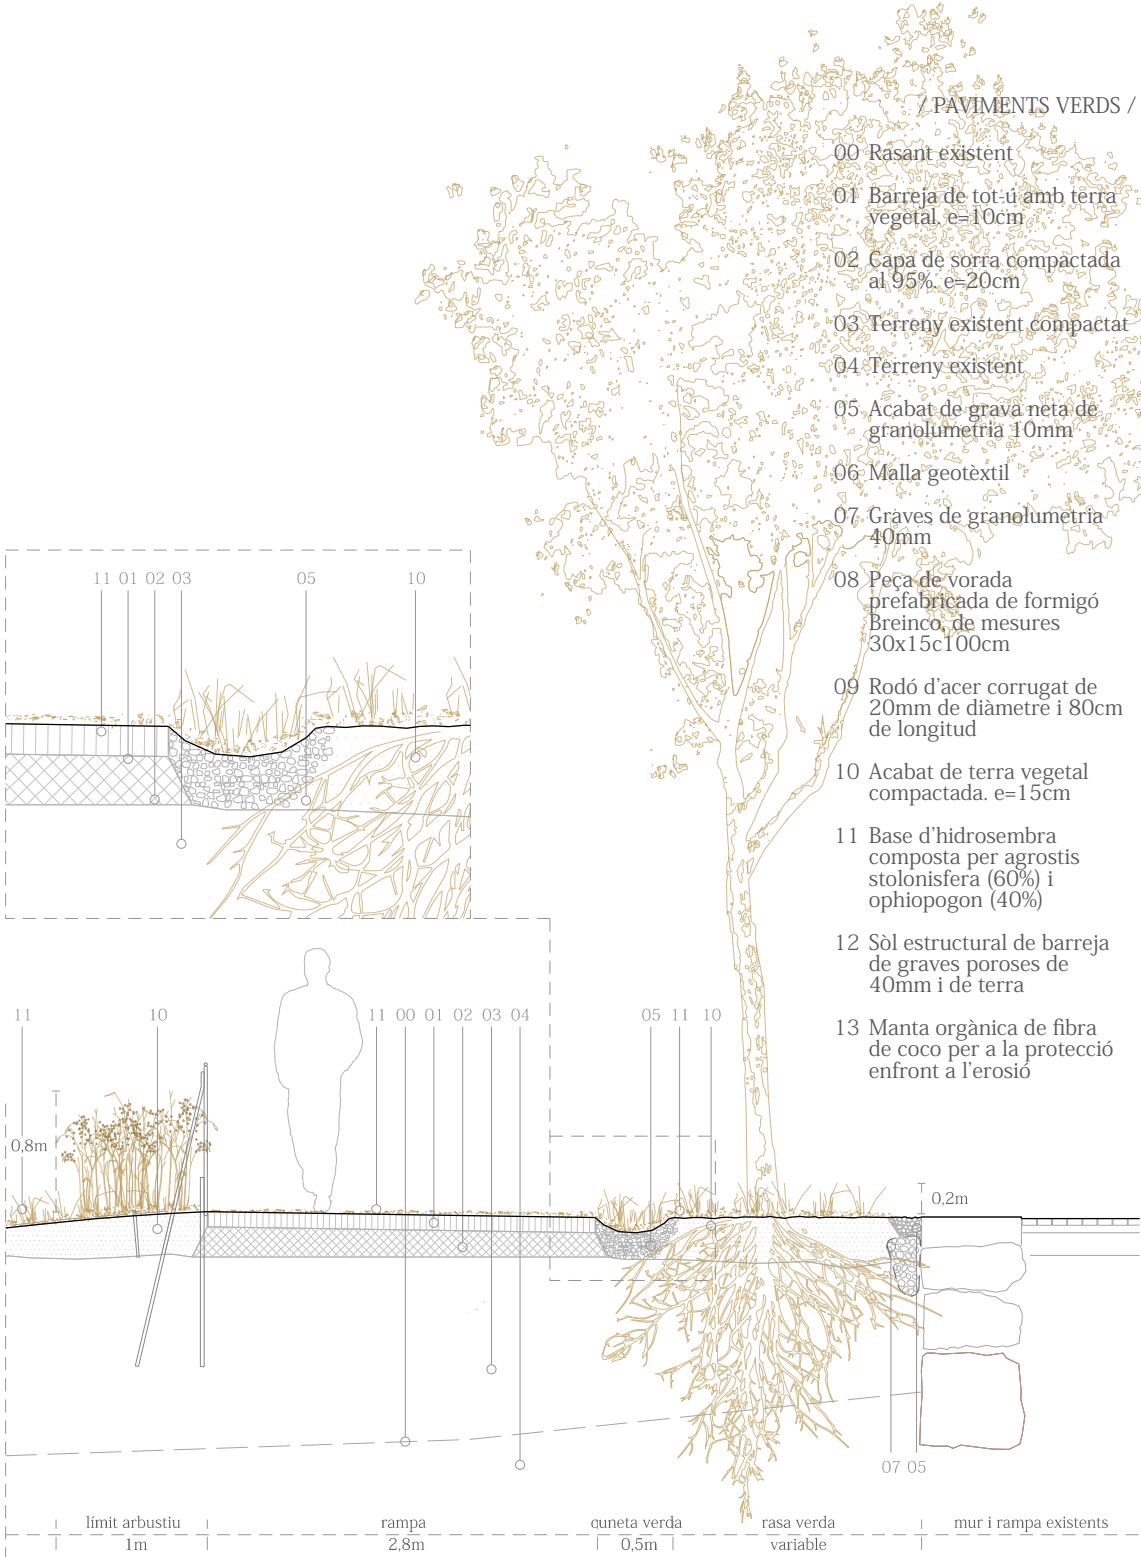 / PAVIMENTS VERDS /
00 Rasant existent
01 Barreja de tot-ú amb terra
vegetal. e=10cm
02 Capa de sorra compactada
al 95%. e=20cm
03 Terreny existent compactat
04 Terreny existent
05 Acabat de grava neta de
granolumetria 10mm
06 Malla geotèxtil
07 Graves de granolumetria
40mm
08 Peça de vorada
prefabricada de formigó
Breinco, de mesures
30x15c100cm
09 Rodó d'acer corrugat de
20mm de diàmetre i 80cm
de longitud
10 Acabat de terra vegetal
compactada. e=15cm
11 Base d'hidrosembra
composta per agrostis
stolonisfera (60%) i
ophiopogon (40%)
12 Sòl estructural de barreja
de graves poroses de
40mm i de terra
13 Manta orgànica de fibra
de coco per a la protecció
enfront a l'erosió
11 01 02 03 05 10
11 10 11 00 01 02 03 04 05 11 10
0,8m
0,2m
07 05
límit arbustiu rampa quneta verda rasa verda mur i rampa existents
1m 2,8m 0,5m variable